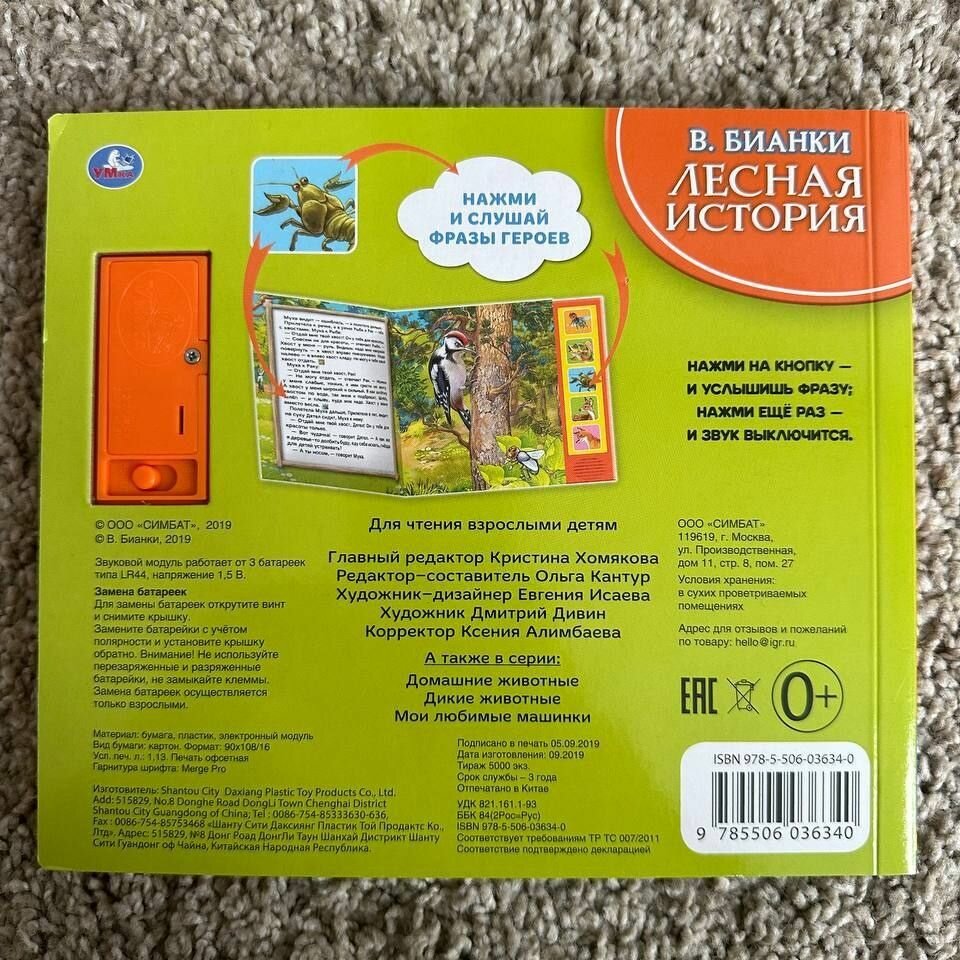 УМка
НАЖМИ
И СЛУШАЙ
ФРАЗЫ ГЕРОЕВ
В. БИАНКИ
ЛЕСНАЯ
ИСТОРИЯ
Муха к Раку:
— А ты носом, — говорит Муха.
НАЖМИ НА КНОПКУ —
И УСЛЫШИШЬ ФРАЗУ;
НАЖМИ ЕЩЁ РАЗ —
И ЗВУК ВЫКЛЮЧИТСЯ.
© ООО «СИМБАТ», 2019
© В. Бианки, 2019
Звуковой модуль работает от 3 батареек
типа LR44, напряжение 1,5 В.
Замена батареек
Для замены батареек открутите винт
и снимите крышку.
Замените батарейки с учётом
полярности и установите крышку
обратно. Внимание! Не используйте
перезаряженные и разряженные
батарейки, не замыкайте клеммы.
Замена батареек осуществляется
только взрослыми.
Для чтения взрослыми детям
Главный редактор Кристина Хомякова
Редактор-составитель Ольга Кантур
Художник-дизайнер Евгения Исаева
Художник Дмитрий Дивин
Корректор Ксения Алимбаева
А также в серии:
Домашние животные
Дикие животные
Мои любимые машинки
ООО «СИМБАТ»
119619, г. Москва,
ул. Производственная,
дом 11, стр. 8, пом. 27
Условия хранения:
в сухих проветриваемых
помещениях
Адрес для отзывов и пожеланий
по товару: hello@igr.ru
EAC
0+
Материал: бумага, пластик, электронный модуль
Вид бумаги: картон. Формат: 90х108/16
Усл. печ. л.: 1,13. Печать офсетная
Гарнитура шрифта: Merge Pro
Изготовитель: Shantou City Daxiang Plastic Toy Products Co., Ltd.
Add: 515829, No.8 Donghe Road DongLi Town Chenghai District
Shantou City Guangdong of China; Tel: 0086-754-85333630-636,
Fax: 0086-754-85753468 «Шанту Сити Даксиянг Пластик Той Продактс Ко.,
Лтд». Адрес: 515829, №8 Донг Роад ДонгЛи Таун Шанхай Дистрикт Шанту
Сити Гуандонг оф Чайна, Китайская Народная Республика.
Подписано в печать 05.09.2019
Дата изготовления: 09.2019
Тираж 5000 экз.
Срок службы – 3 года
Отпечатано в Китае
УДК 821.161.1-93
ББК 84(2Рос=Рус)
ISBN 978-5-506-03634-0
Соответствует требованиям ТР ТС 007/2011
Соответствие подтверждено декларацией
ISBN 978-5-506-03634-0
9 785506 036340